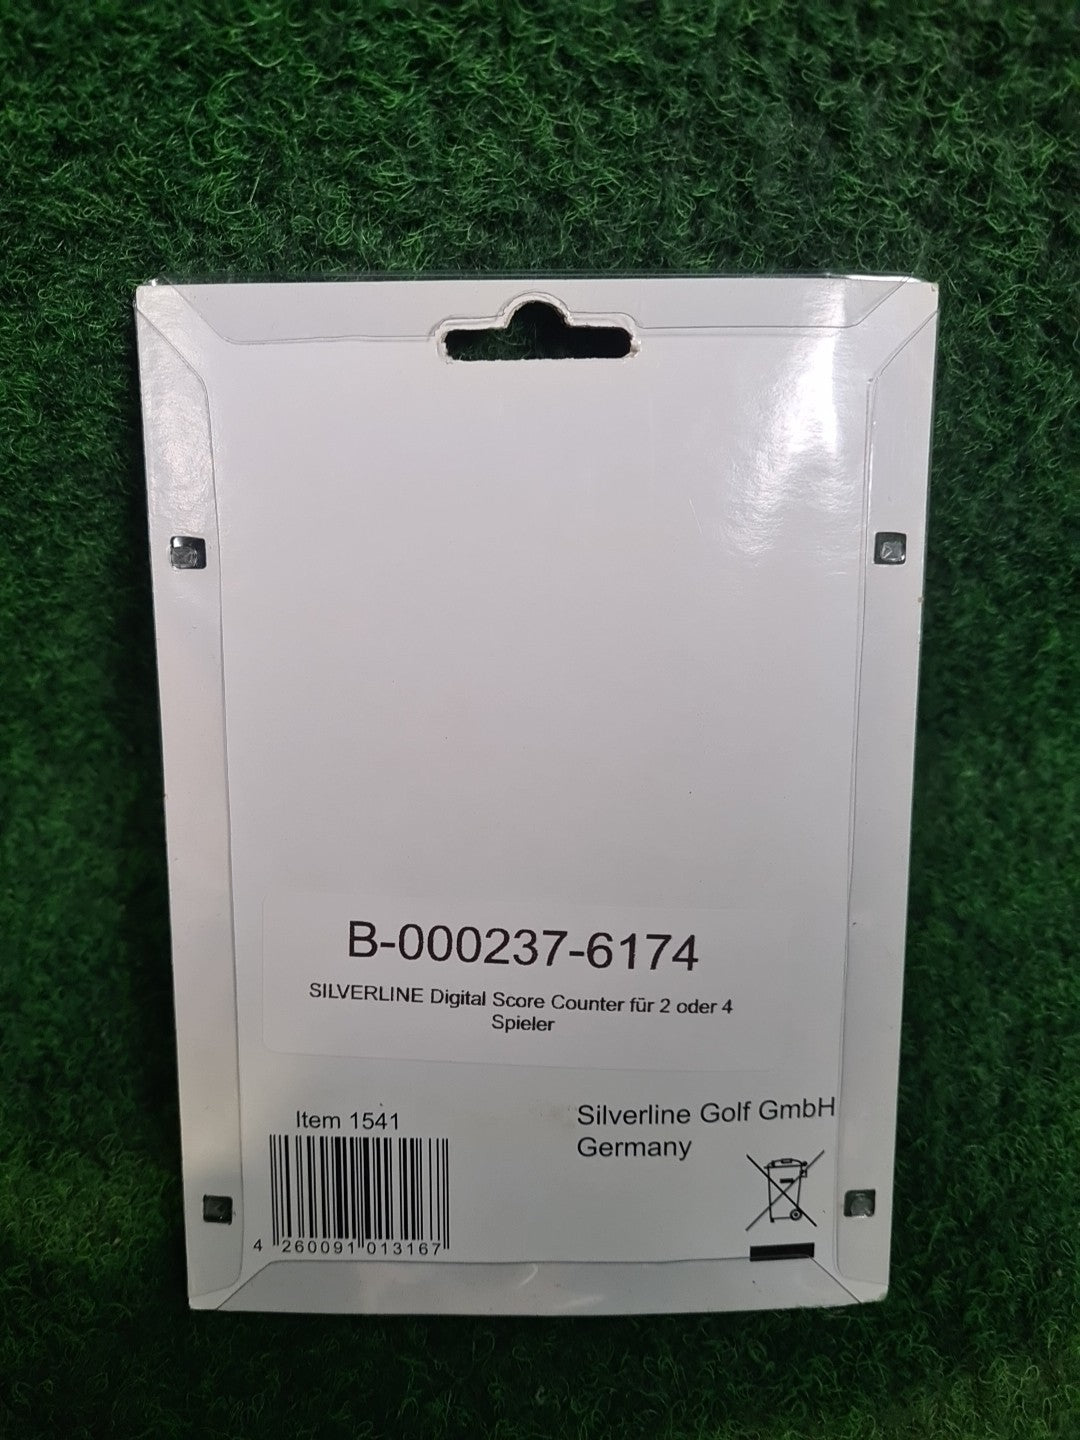 B-000237-6174
SILVERLINE Digital Score Counter für 2 oder 4
Spieler
Item 1541
Silverline Golf GmbH
Germany
4 260091 013167